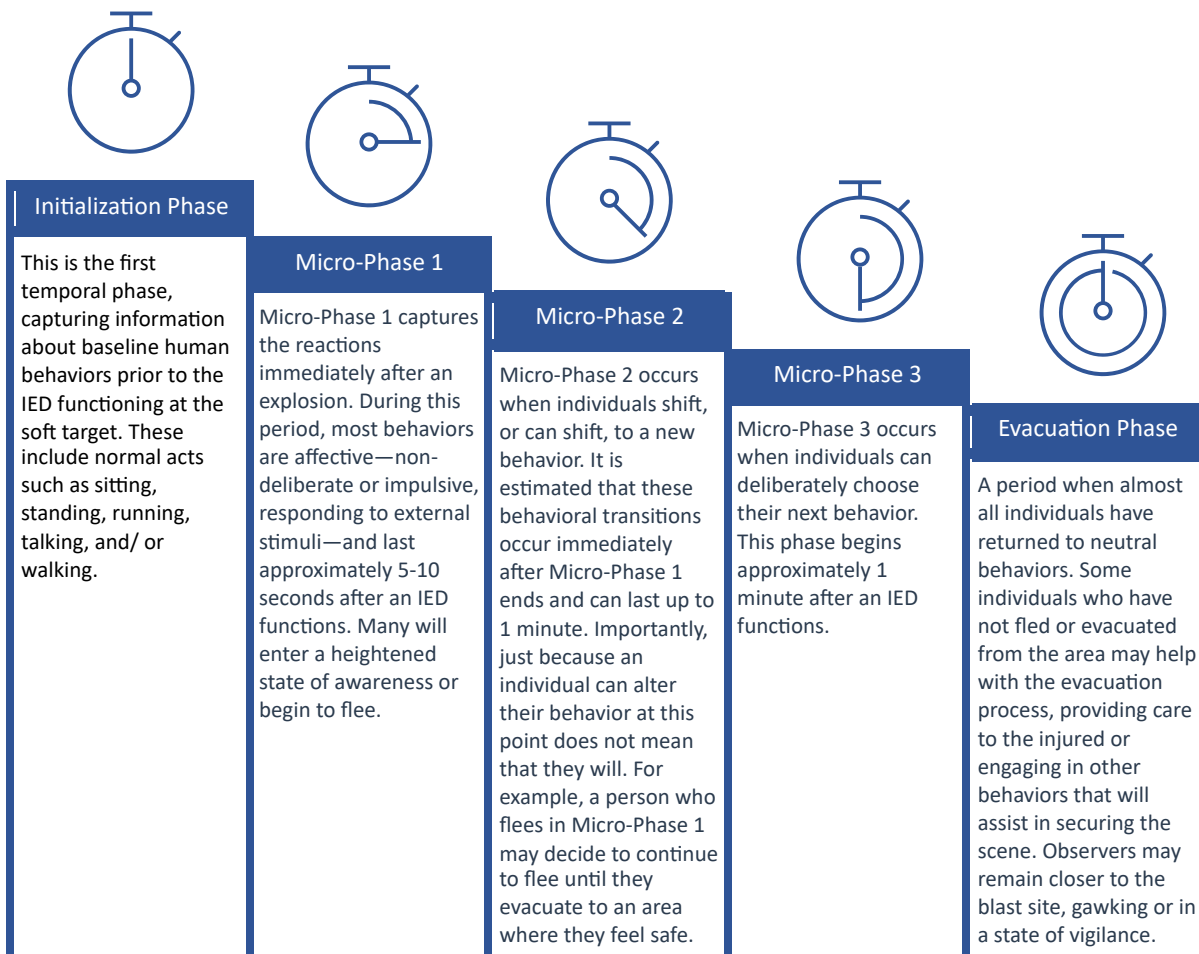 Initialization Phase
This is the first
temporal phase,
capturing information
about baseline human
behaviors prior to the
IED functioning at the
soft target. These
include normal acts
such as sitting,
standing, running,
talking, and/ or
walking.
Micro-Phase 1
Micro-Phase 1 captures
the reactions
immediately after an
explosion. During this
period, most behaviors
are affective—non-
deliberate or impulsive,
responding to external
stimuli—and last
approximately 5-10
seconds after an IED
functions. Many will
enter a heightened
state of awareness or
begin to flee.
Micro-Phase 2
Micro-Phase 2 occurs
when individuals shift,
or can shift, to a new
behavior. It is
estimated that these
behavioral transitions
occur immediately
after Micro-Phase 1
ends and can last up to
1 minute. Importantly,
just because an
individual can alter
their behavior at this
point does not mean
that they will. For
example, a person who
flees in Micro-Phase 1
may decide to continue
to flee until they
evacuate to an area
where they feel safe.
Micro-Phase 3
Micro-Phase 3 occurs
when individuals can
deliberately choose
their next behavior.
This phase begins
approximately 1
minute after an IED
functions.
Evacuation Phase
A period when almost
all individuals have
returned to neutral
behaviors. Some
individuals who have
not fled or evacuated
from the area may help
with the evacuation
process, providing care
to the injured or
engaging in other
behaviors that will
assist in securing the
scene. Observers may
remain closer to the
blast site, gawking or in
a state of vigilance.